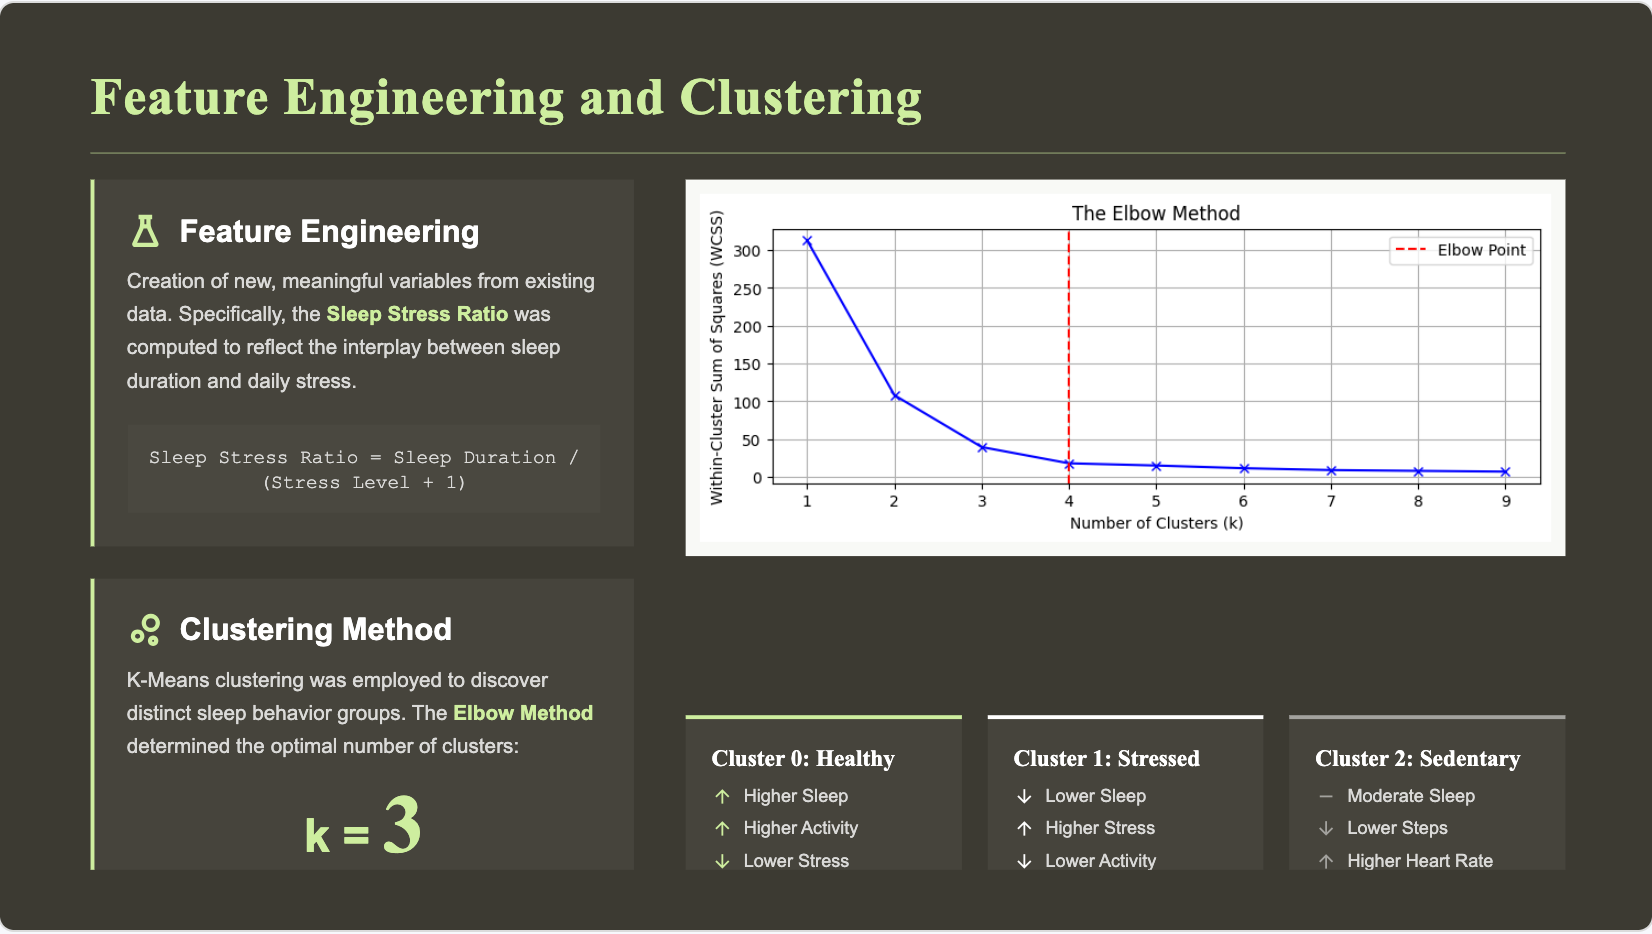 Feature Engineering and Clustering
Feature Engineering
Creation of new, meaningful variables from existing
data. Specifically, the Sleep Stress Ratio was
computed to reflect the interplay between sleep
duration and daily stress.
Sleep Stress Ratio = Sleep Duration /
(Stress Level + 1)
Clustering Method
K-Means clustering was employed to discover
distinct sleep behavior groups. The Elbow Method
determined the optimal number of clusters:
k = 3
The Elbow Method
Within-Cluster Sum of Squares (WCSS)
300
250
200
150
100
50
0
Elbow Point
1 2 3 4 5 6 7 8 9
Number of Clusters (k)
Cluster 0: Healthy
↑ Higher Sleep
↑ Higher Activity
↓ Lower Stress
Cluster 1: Stressed
↓ Lower Sleep
↑ Higher Stress
↓ Lower Activity
Cluster 2: Sedentary
– Moderate Sleep
↓ Lower Steps
↑ Higher Heart Rate